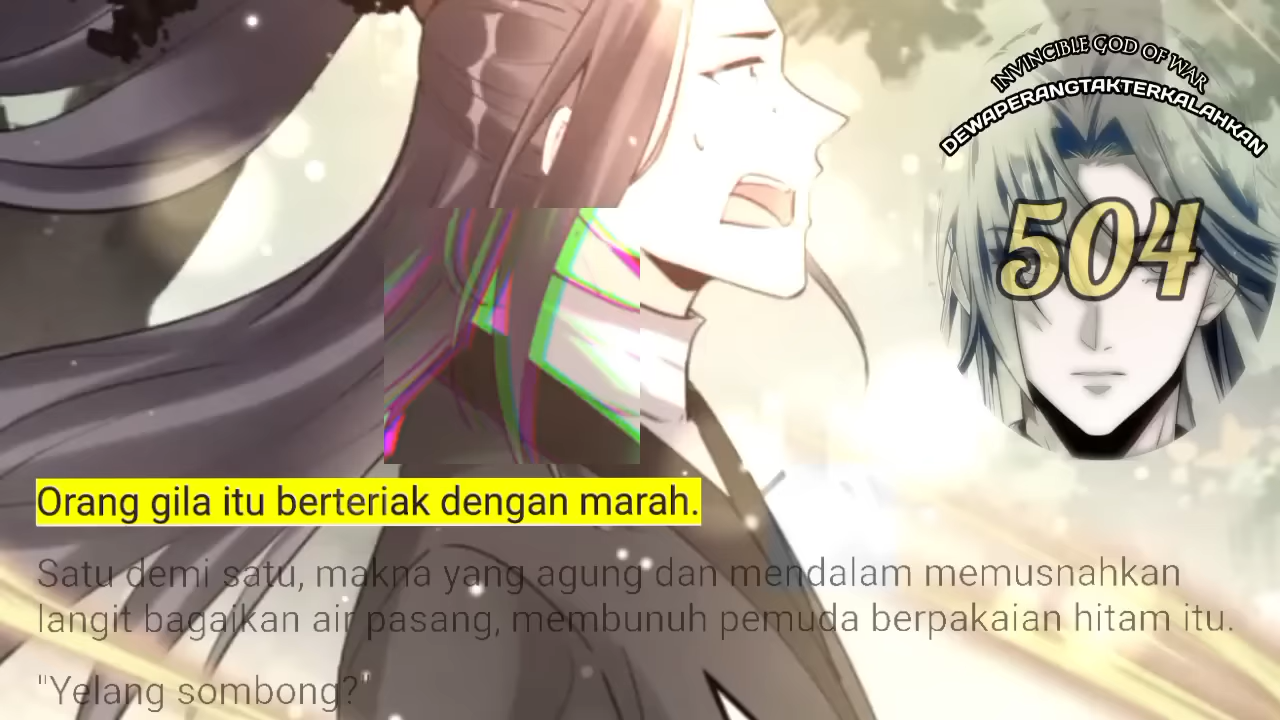 INVINCIBLE GOD OF WAR
DEWAPERANGTAKTERKALAHKAN
504
Orang gila itu berteriak dengan marah.
Satu demi satu, makna yang agung dan mendalam memusnahkan
langit bagaikan air pasang, membunuh pemuda berpakaian hitam itu.
"Yelang sombong?"